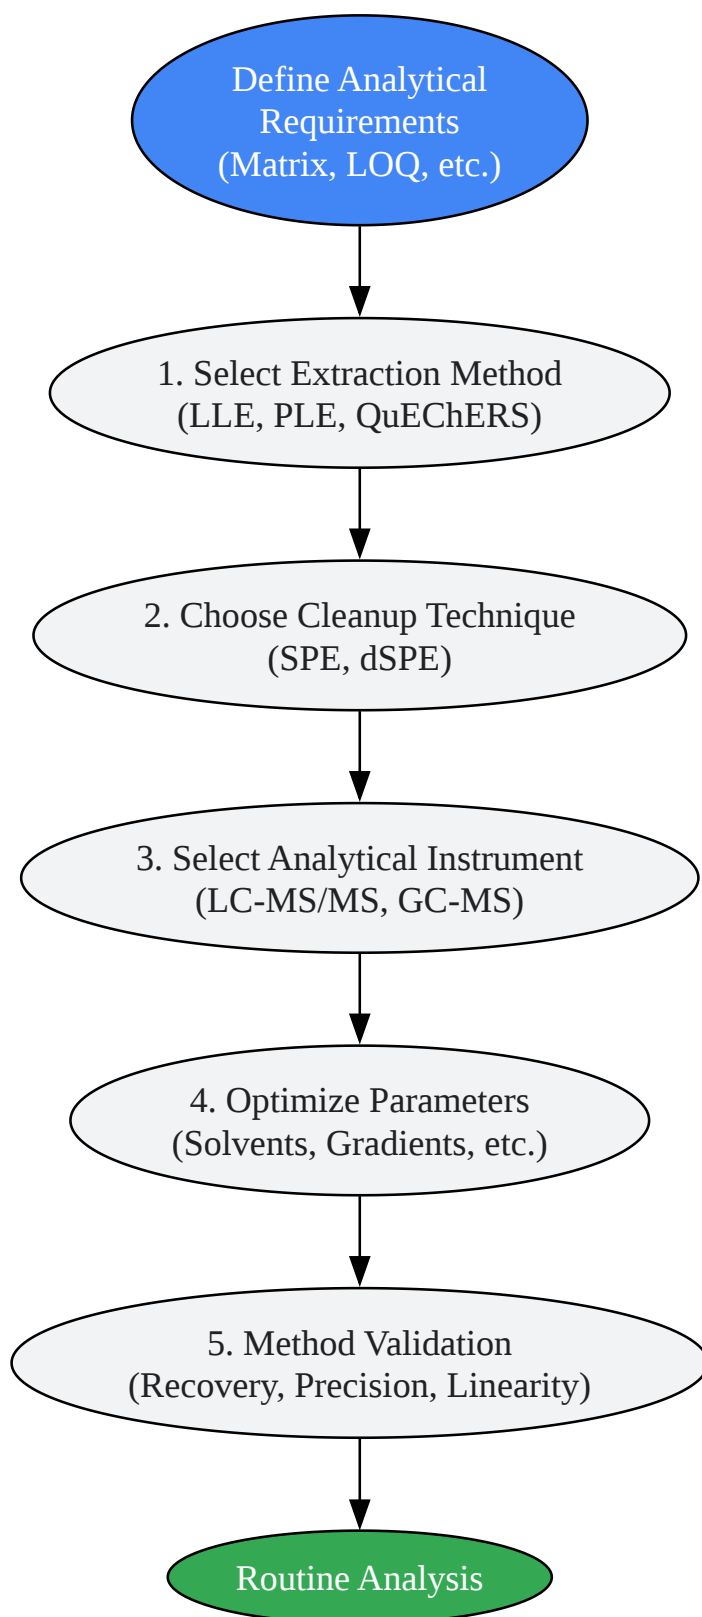 Define Analytical
Requirements
(Matrix, LOQ, etc.)
1. Select Extraction Method
(LLE, PLE, QuEChERS)
2. Choose Cleanup Technique
(SPE, dSPE)
3. Select Analytical Instrument
(LC-MS/MS, GC-MS)
4. Optimize Parameters
(Solvents, Gradients, etc.)
5. Method Validation
(Recovery, Precision, Linearity)
Routine Analysis